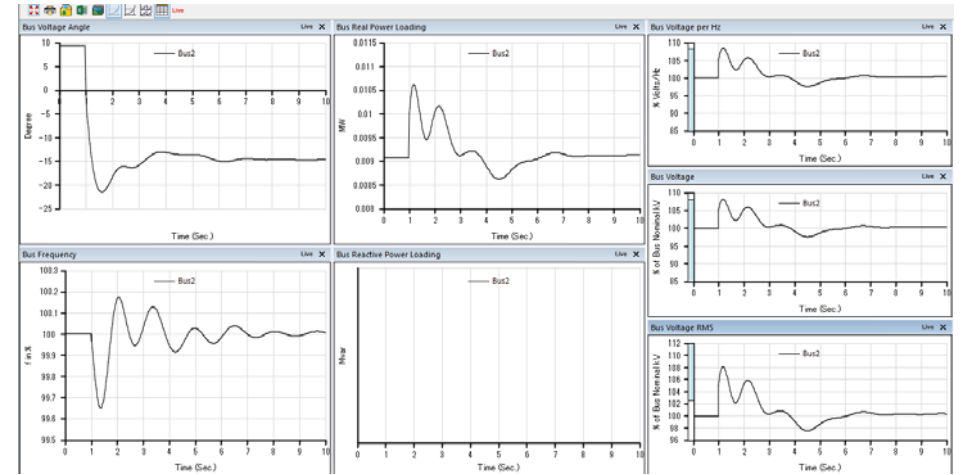 Live
Bus Voltage Angle Live X
Bus2
10
5
0
-5
-10
-15
-20
-25
Degree
0 1 2 3 4 5 6 7 8 9 10
Time (Sec.)
Bus Real Power Loading Live X
Bus2
0.0115
0.011
0.0105
0.01
0.0095
0.009
0.0085
0.008
MW
0 1 2 3 4 5 6 7 8 9 10
Time (Sec.)
Bus Voltage per Hz Live X
Bus2
110
105
100
95
90
85
% Volts/Hz
0 1 2 3 4 5 6 7 8 9 10
Time (Sec.)
Bus Voltage Live X
Bus2
110
105
100
95
90
85
% of Bus Nominal kV
0 1 2 3 4 5 6 7 8 9 10
Time (Sec.)
Bus Frequency Live X
Bus2
100.3
100.2
100.1
100
99.9
99.8
99.7
99.6
99.5
f in %
0 1 2 3 4 5 6 7 8 9 10
Time (Sec.)
Bus Reactive Power Loading Live X
Bus2
Mvar
0 1 2 3 4 5 6 7 8 9 10
Time (Sec.)
Bus Voltage RMS Live X
Bus2
112
110
108
106
104
102
100
98
96
% of Bus Nominal kV
0 1 2 3 4 5 6 7 8 9 10
Time (Sec.)